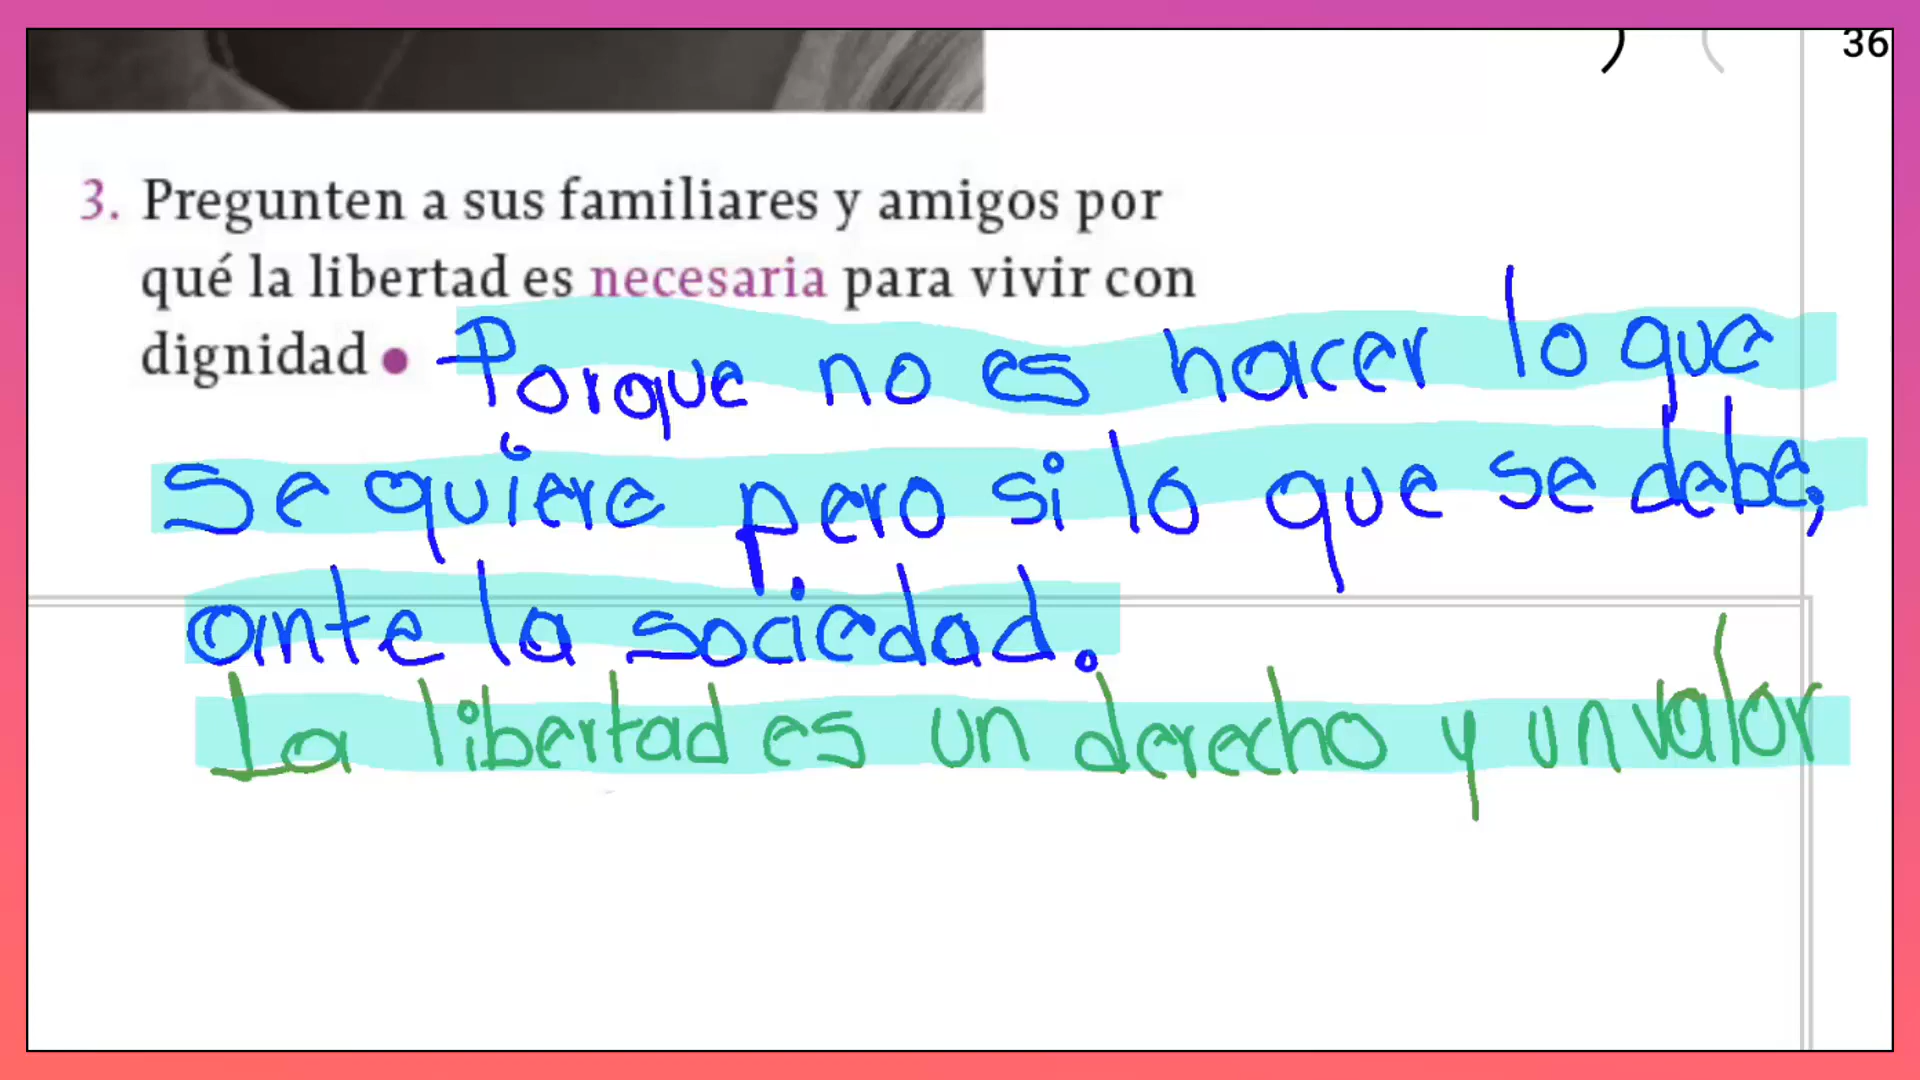 36
3. Pregunten a sus familiares y amigos por
qué la libertad es necesaria para vivir con
dignidad ●
Porque no es hacer lo que
se quiere pero si lo que se debe,
ante la sociedad.
La libertad es un derecho y un valor